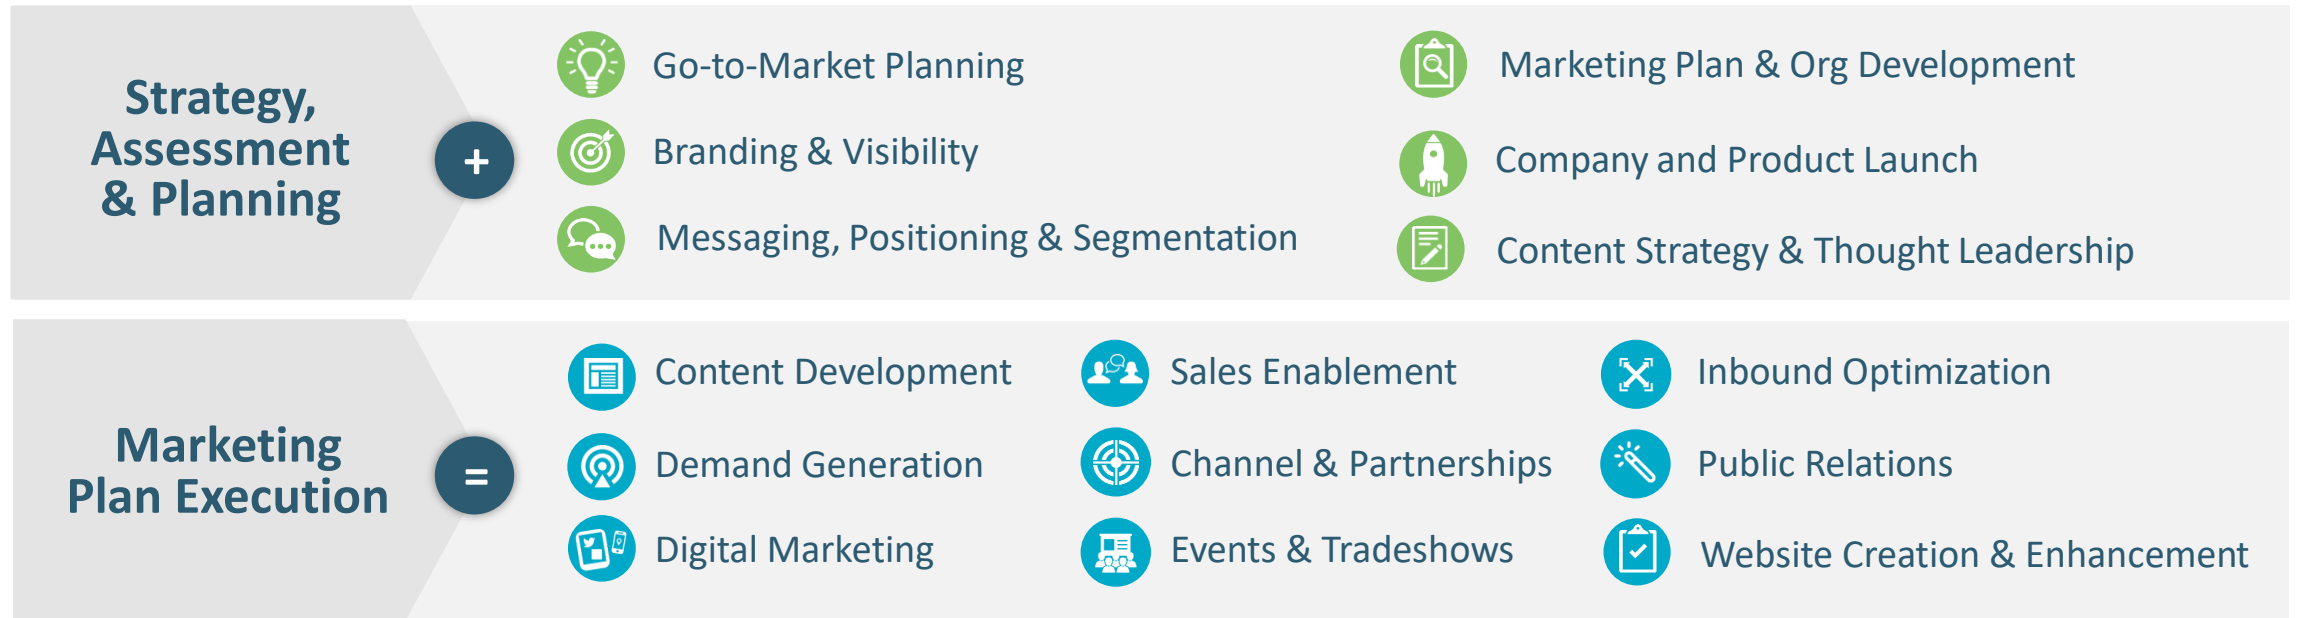 Strategy,
Assessment
& Planning
+
Go-to-Market Planning
Branding & Visibility
Messaging, Positioning & Segmentation
Marketing Plan & Org Development
Company and Product Launch
Content Strategy & Thought Leadership
Marketing
Plan Execution
=
Content Development
Demand Generation
Digital Marketing
Sales Enablement
Channel & Partnerships
Events & Tradeshows
Inbound Optimization
Public Relations
Website Creation & Enhancement